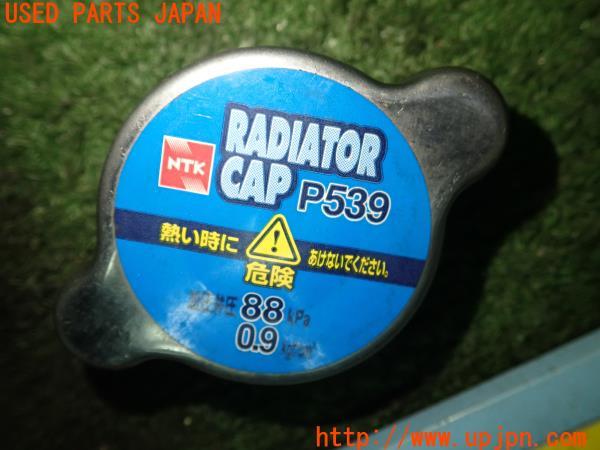 USED PARTS JAPAN
NTK
RADIATOR
CAP P539
熱い時に
あけないでください。
危険
圧 88 kPa
0.9
http://www.upjpn.com